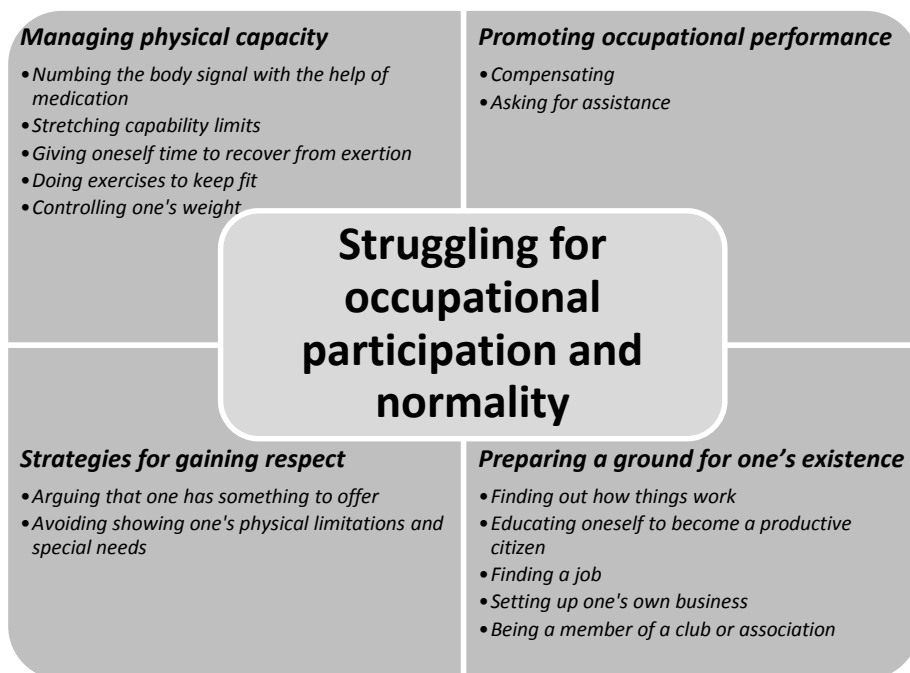 Managing physical capacity
•Numbing the body signal with the help of
medication
•Stretching capability limits
•Giving oneself time to recover from exertion
•Doing exercises to keep fit
•Controlling one's weight
Promoting occupational performance
•Compensating
•Asking for assistance
Struggling for
occupational
participation and
normality
Strategies for gaining respect
•Arguing that one has something to offer
•Avoiding showing one's physical limitations and
special needs
Preparing a ground for one’s existence
•Finding out how things work
•Educating oneself to become a productive
citizen
•Finding a job
•Setting up one's own business
•Being a member of a club or association